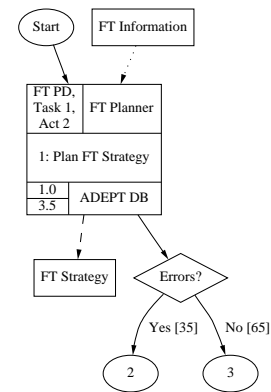 Start
FT Information
FT PD,
Task 1,
Act 2
FT Planner
1: Plan FT Strategy
1.0
3.5
ADEPT DB
FT Strategy
Errors?
Yes [35]
No [65]
2
3